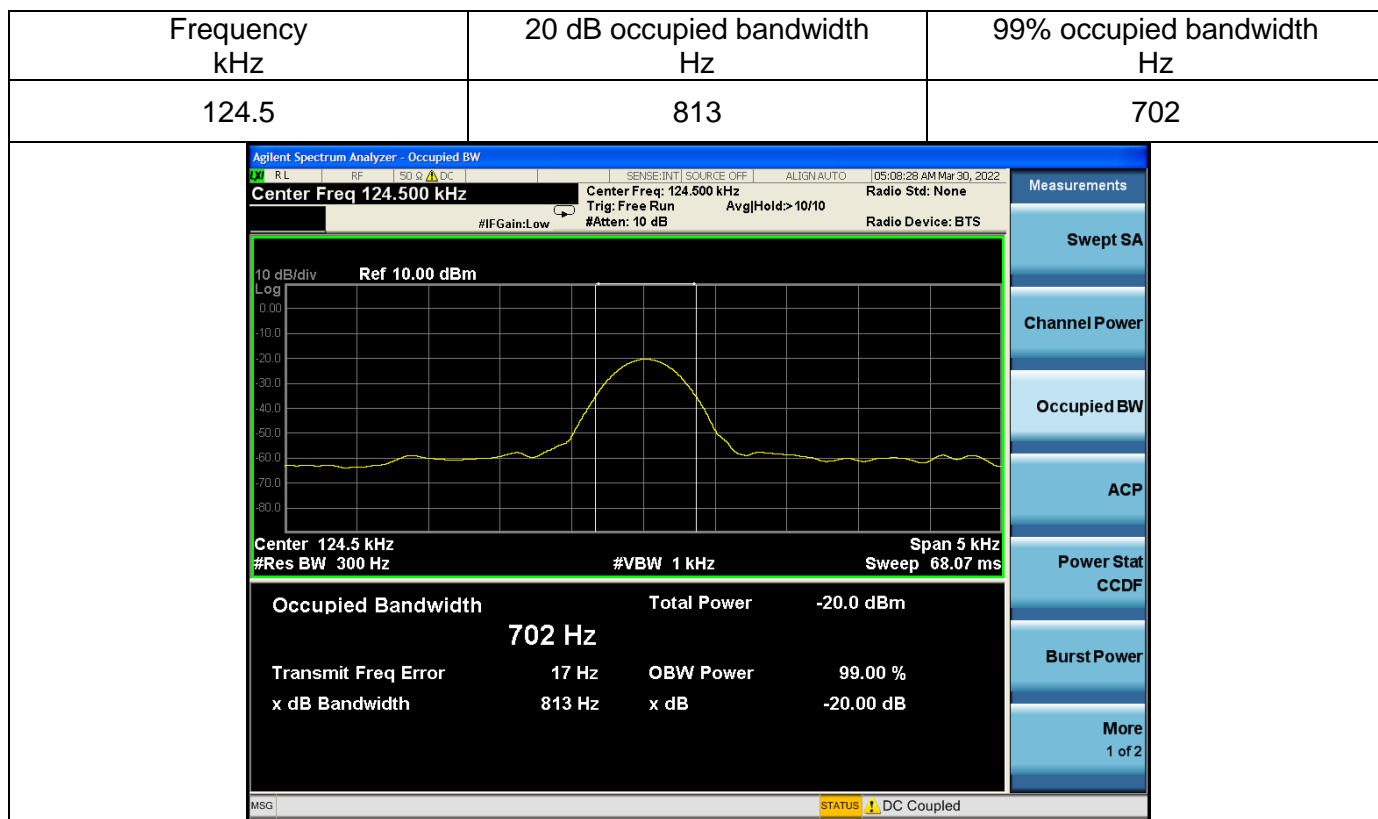 Frequency
kHz
20 dB occupied bandwidth
Hz
99% occupied bandwidth
Hz
124.5
813
702
Agilent Spectrum Analyzer - Occupied BW
LXI RL RF 50 Ω DC SENSE:INT SOURCE OFF ALIGN AUTO 05:08:28 AM Mar 30, 2022
Center Freq 124.500 kHz
Center Freq: 124.500 kHz
Radio Std: None
Trig: Free Run
Avg|Hold:>10/10
#IFGain:Low
#Atten: 10 dB
Radio Device: BTS
10 dB/div
Ref 10.00 dBm
Log
0.00
-10.0
-20.0
-30.0
-40.0
-50.0
-60.0
-70.0
-80.0
Center 124.5 kHz
Span 5 kHz
#Res BW 300 Hz
#VBW 1 kHz
Sweep 68.07 ms
Occupied Bandwidth
Total Power
-20.0 dBm
702 Hz
Transmit Freq Error
17 Hz
OBW Power
99.00 %
x dB Bandwidth
813 Hz
x dB
-20.00 dB
Measurements
Swept SA
Channel Power
Occupied BW
ACP
Power Stat
CCDF
Burst Power
More
1 of 2
MSG
STATUS
DC Coupled